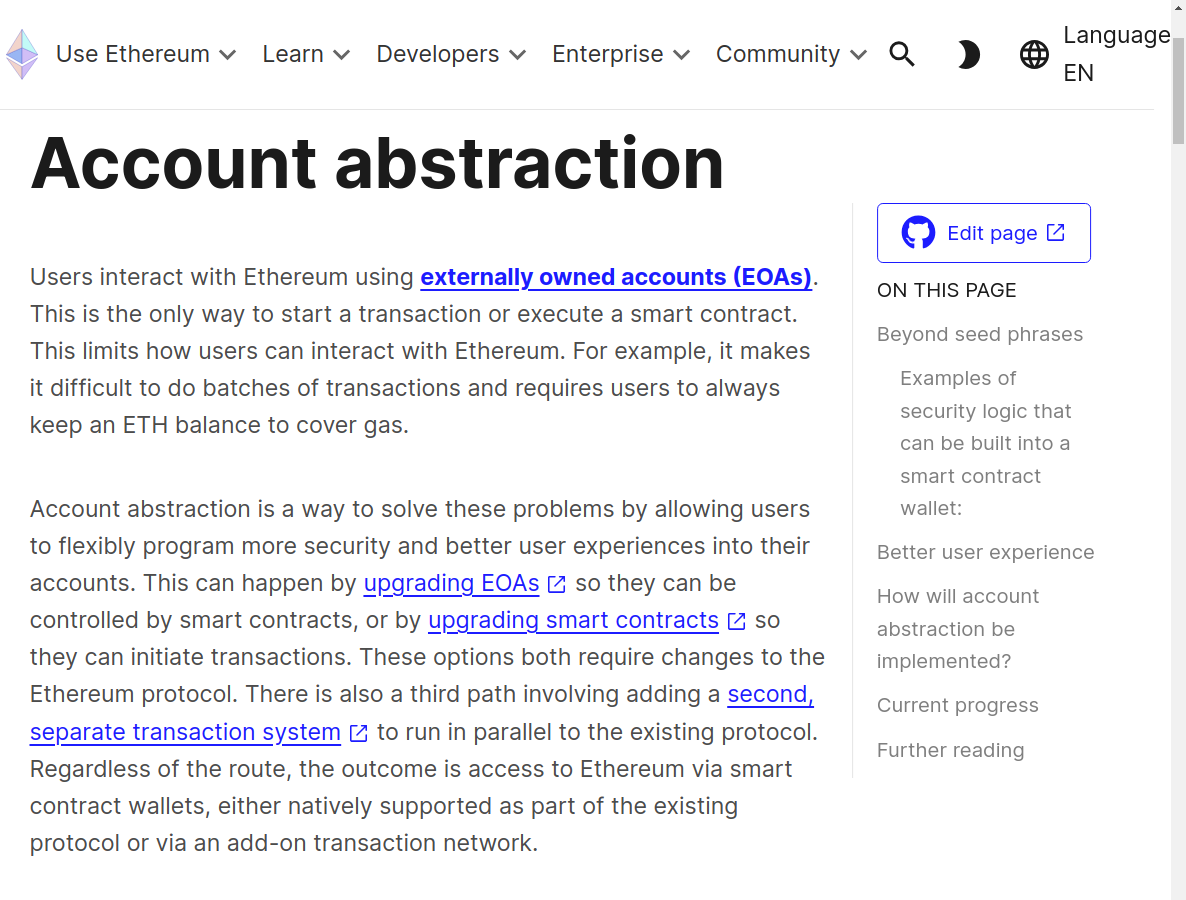 Use Ethereum Learn Developers Enterprise Community Language
EN
Account abstraction
Users interact with Ethereum using externally owned accounts (EOAs).
This is the only way to start a transaction or execute a smart contract.
This limits how users can interact with Ethereum. For example, it makes
it difficult to do batches of transactions and requires users to always
keep an ETH balance to cover gas.
Account abstraction is a way to solve these problems by allowing users
to flexibly program more security and better user experiences into their
accounts. This can happen by upgrading EOAs so they can be
controlled by smart contracts, or by upgrading smart contracts so
they can initiate transactions. These options both require changes to the
Ethereum protocol. There is also a third path involving adding a second,
separate transaction system to run in parallel to the existing protocol.
Regardless of the route, the outcome is access to Ethereum via smart
contract wallets, either natively supported as part of the existing
protocol or via an add-on transaction network.
Edit page
ON THIS PAGE
Beyond seed phrases
Examples of
security logic that
can be built into a
smart contract
wallet:
Better user experience
How will account
abstraction be
implemented?
Current progress
Further reading